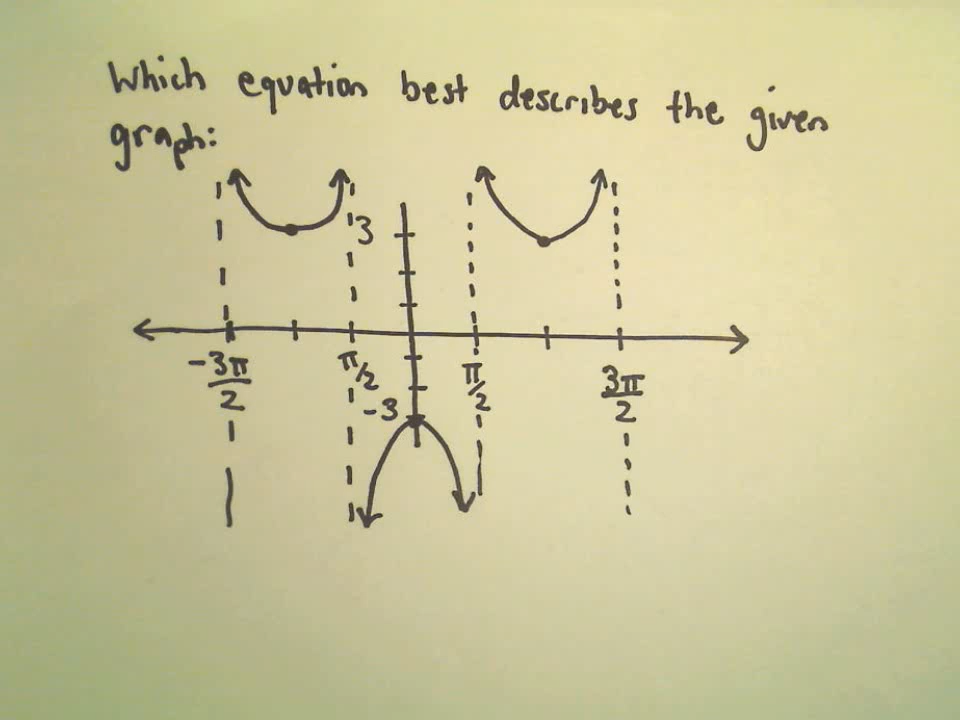 Which equation best describes the given
graph:
3
-3π/2
π/2
π/2
3π/2
-3